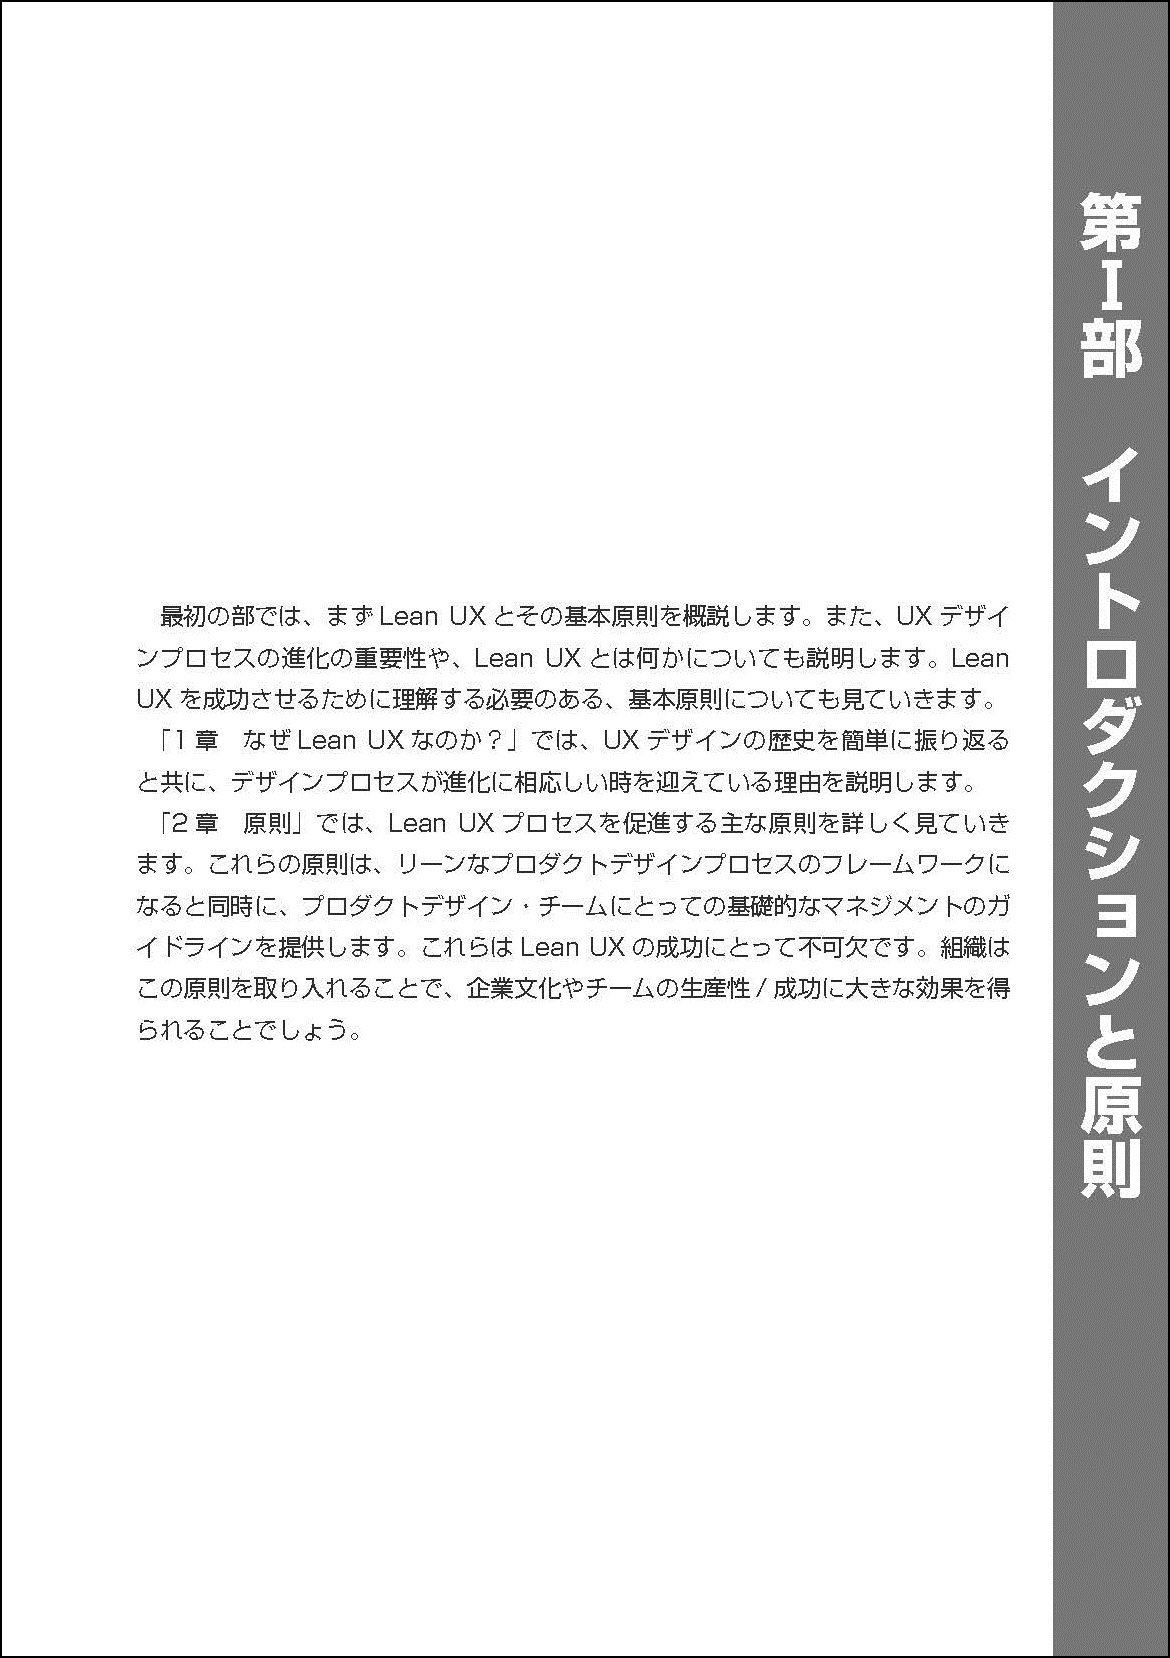 第Ⅰ部　イントロダクションと原則
　最初の部では、まずLean UXとその基本原則を概説します。また、UXデザイ
ンプロセスの進化の重要性や、Lean UXとは何かについても説明します。Lean
UXを成功させるために理解する必要のある、基本原則についても見ていきます。
　「1章　なぜLean UXなのか？」では、UXデザインの歴史を簡単に振り返る
と共に、デザインプロセスが進化に相応しい時を迎えている理由を説明します。
　「2章　原則」では、Lean UXプロセスを促進する主な原則を詳しく見ていき
ます。これらの原則は、リーンなプロダクトデザインプロセスのフレームワークに
なると同時に、プロダクトデザイン・チームにとっての基礎的なマネジメントのガ
イドラインを提供します。これらはLean UXの成功にとって不可欠です。組織は
この原則を取り入れることで、企業文化やチームの生産性/成功に大きな効果を得
られることでしょう。